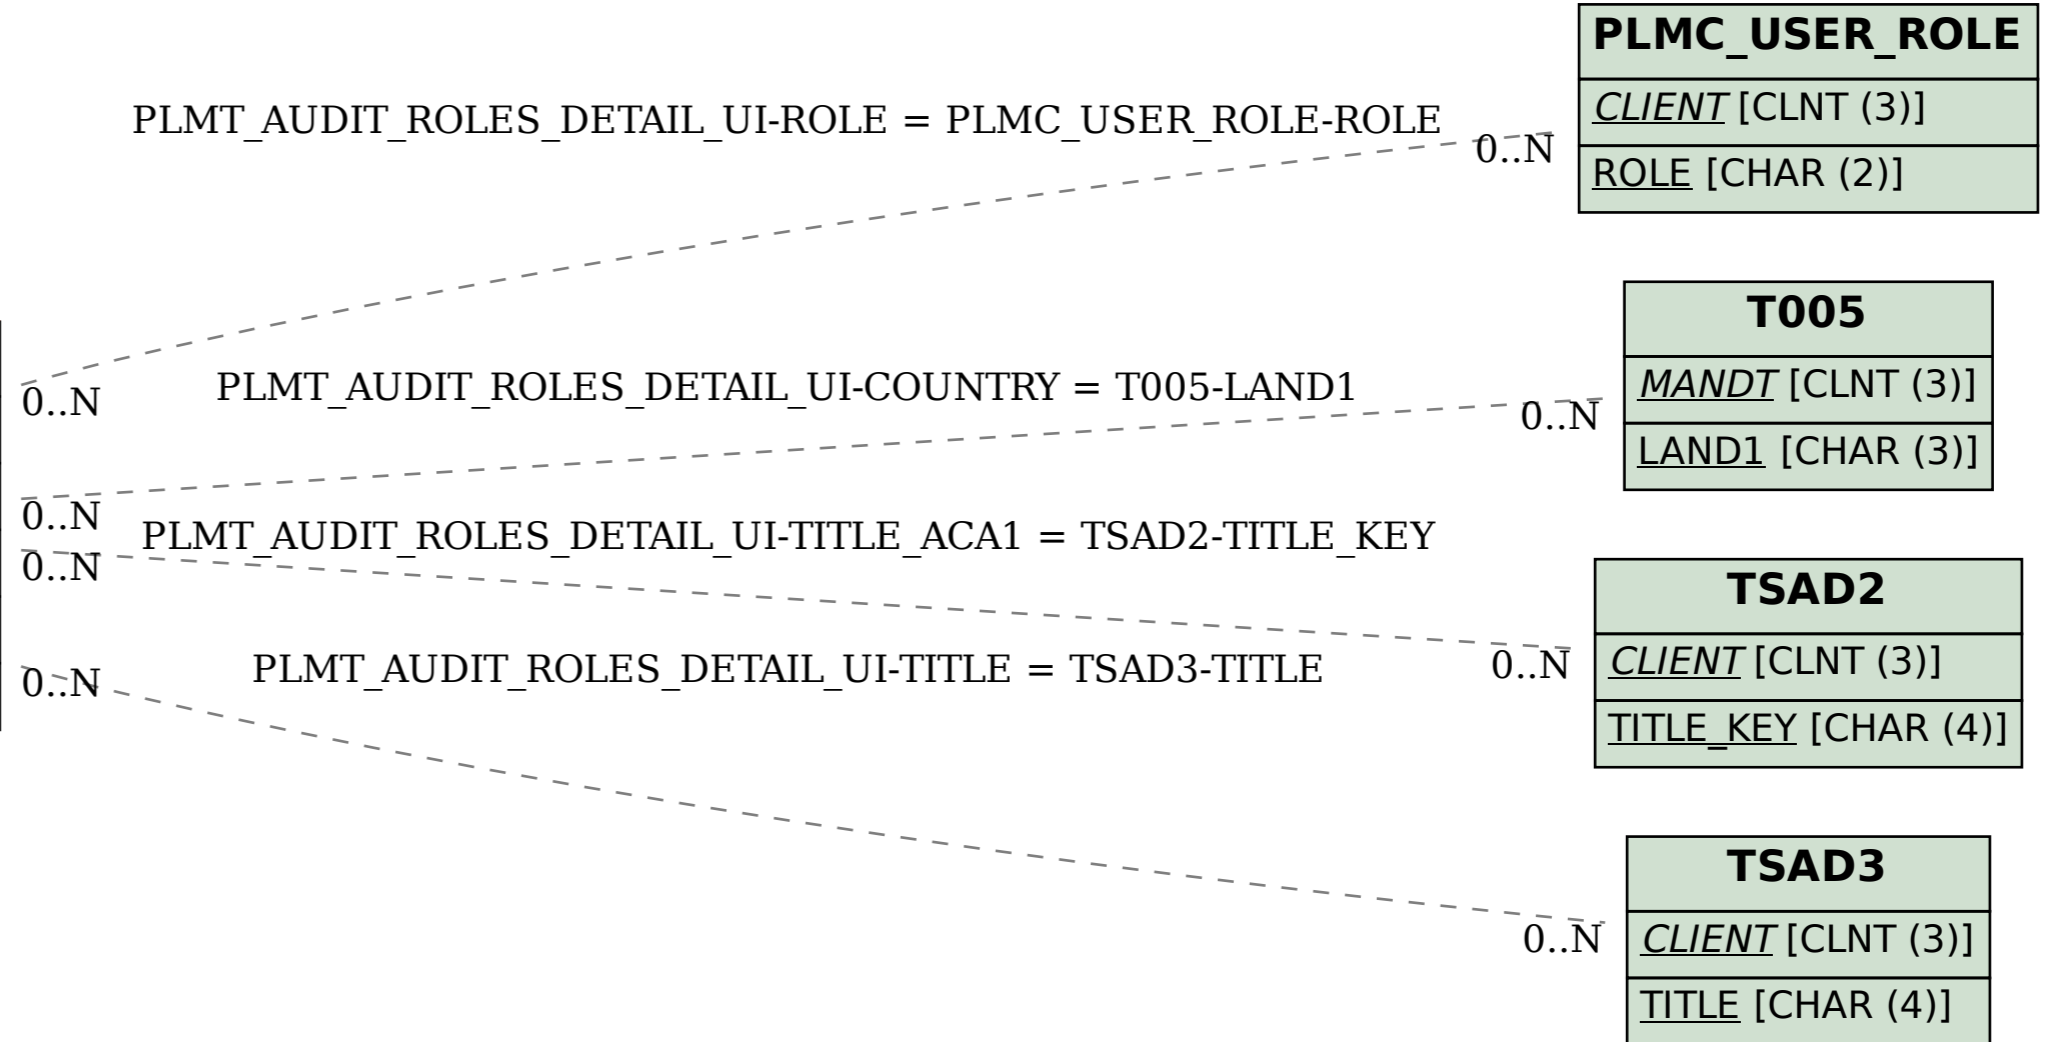 PLMC_USER_ROLE
CLIENT [CLNT (3)]
ROLE [CHAR (2)]
PLMT_AUDIT_ROLES_DETAIL_UI-ROLE = PLMC_USER_ROLE-ROLE
0..N
0..N
T005
MANDT [CLNT (3)]
LAND1 [CHAR (3)]
PLMT_AUDIT_ROLES_DETAIL_UI-COUNTRY = T005-LAND1
0..N
0..N
TSAD2
CLIENT [CLNT (3)]
TITLE_KEY [CHAR (4)]
PLMT_AUDIT_ROLES_DETAIL_UI-TITLE_ACA1 = TSAD2-TITLE_KEY
0..N
0..N
TSAD3
CLIENT [CLNT (3)]
TITLE [CHAR (4)]
PLMT_AUDIT_ROLES_DETAIL_UI-TITLE = TSAD3-TITLE
0..N
0..N